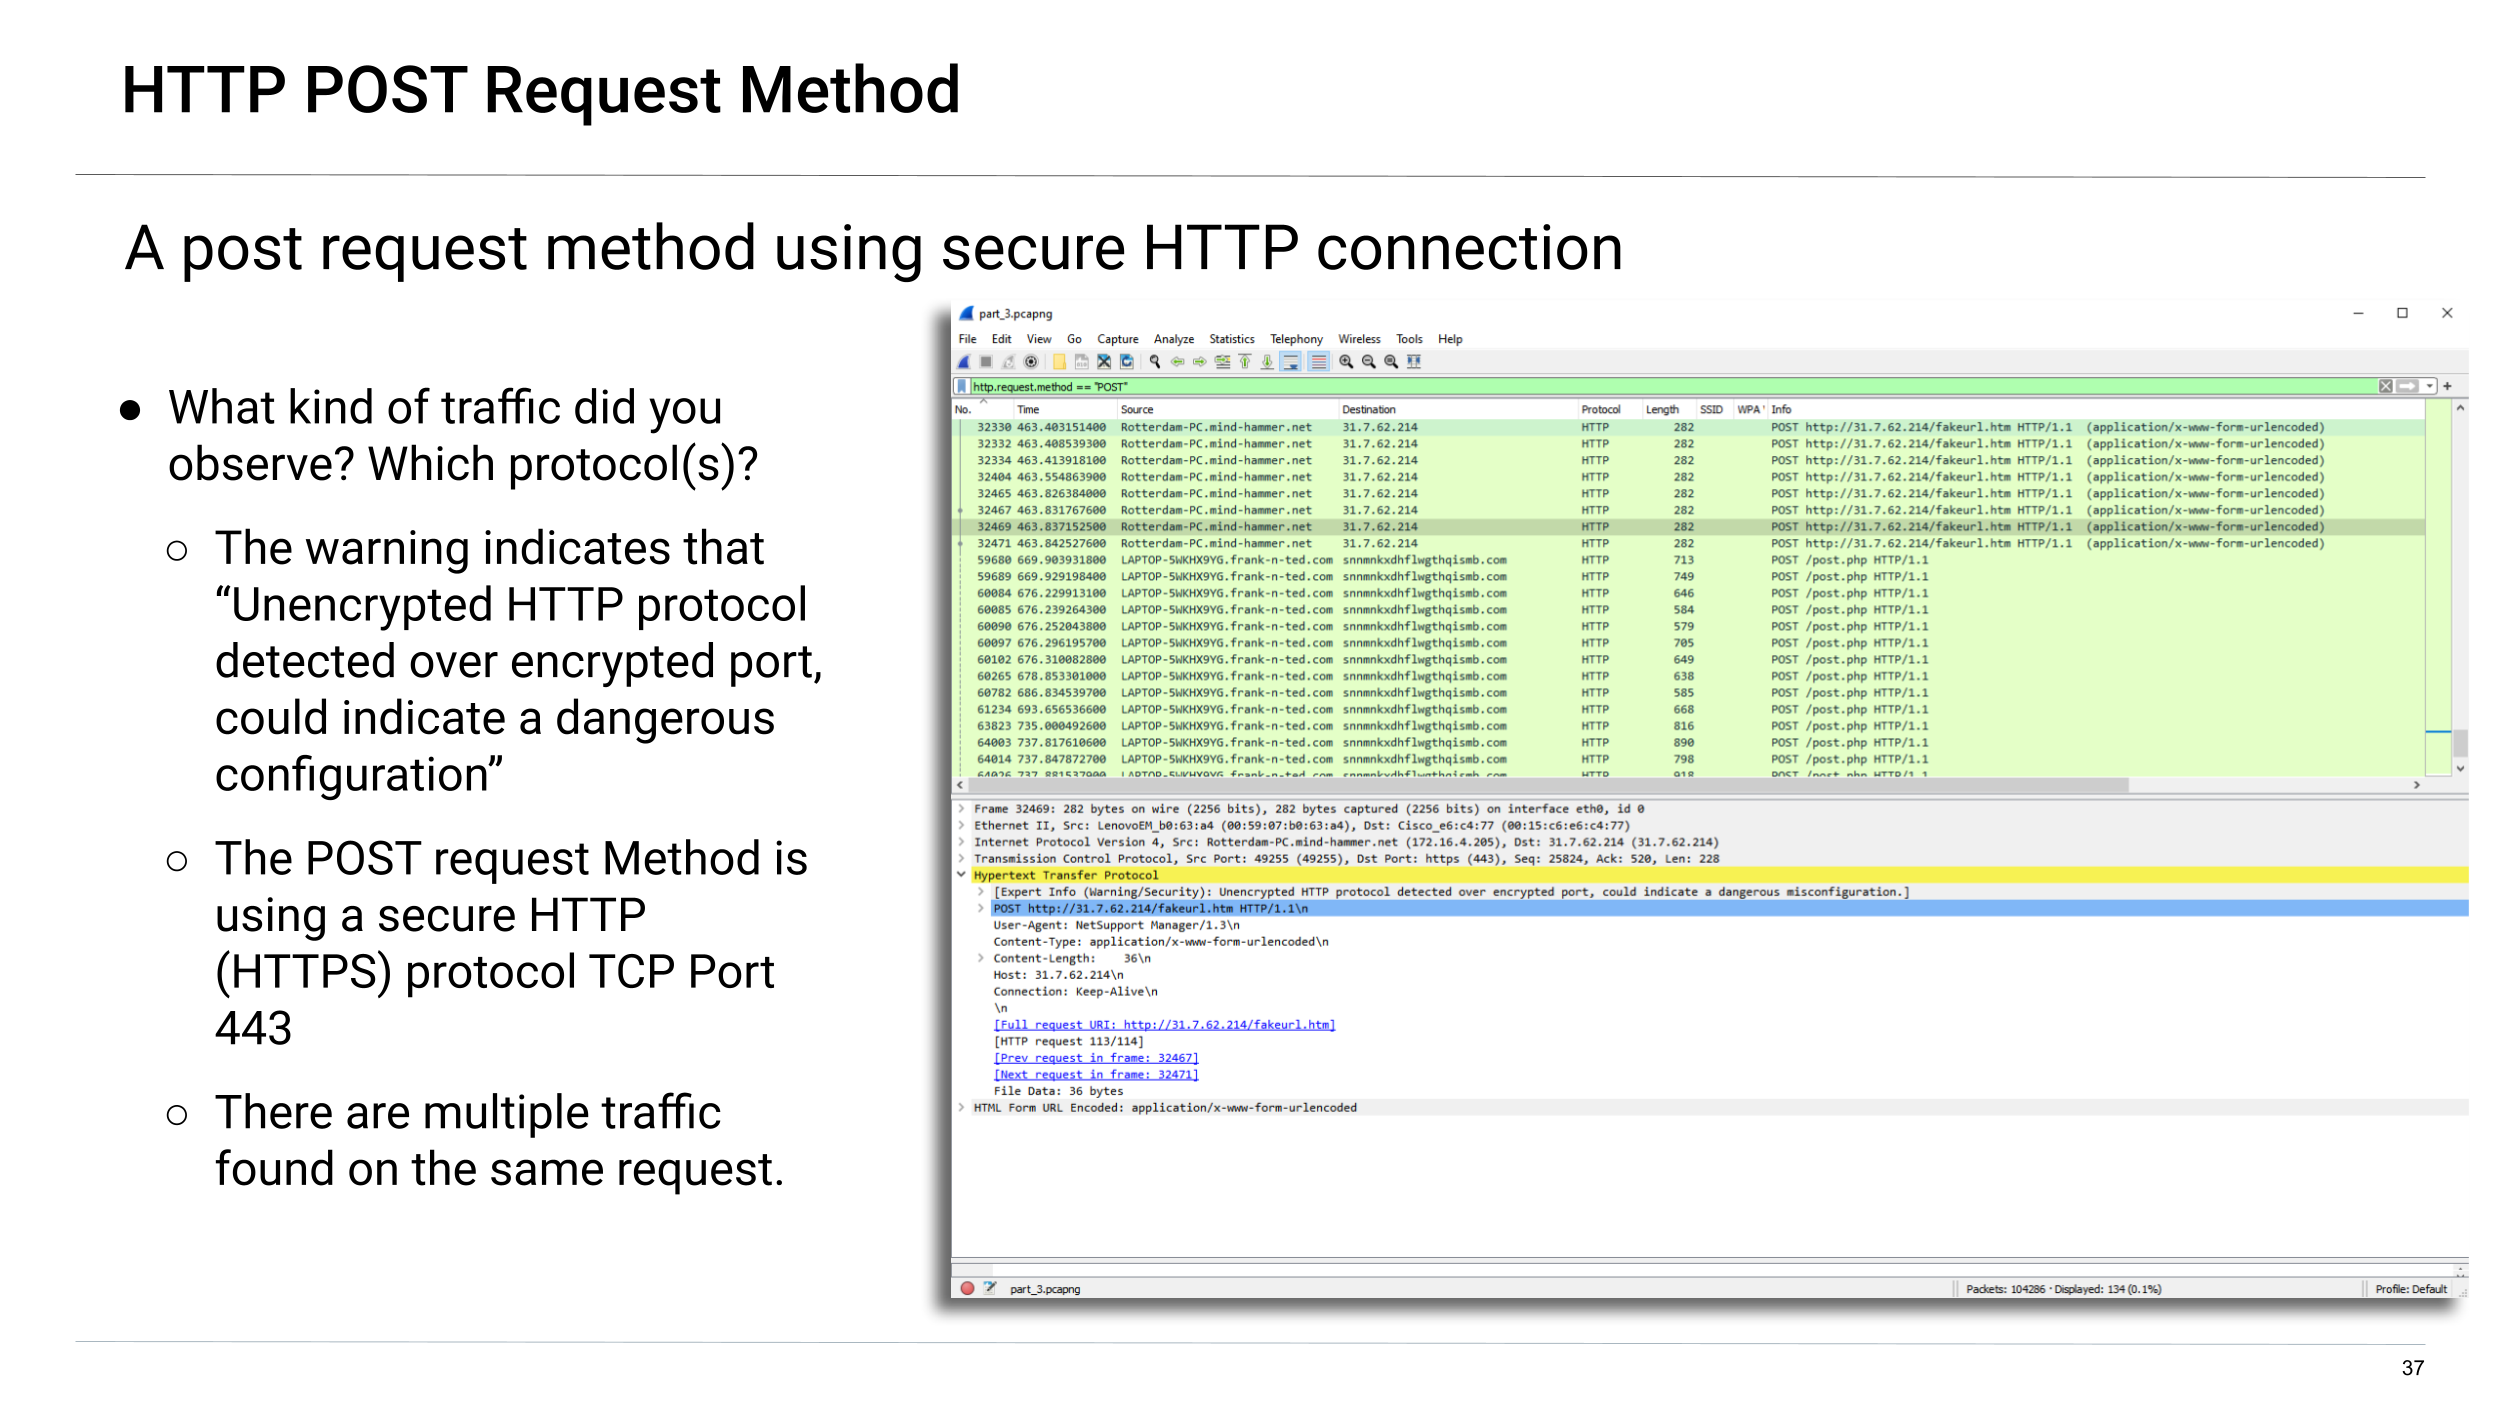 HTTP POST Request Method
A post request method using secure HTTP connection
● What kind of traffic did you
observe? Which protocol(s)?
○ The warning indicates that
“Unencrypted HTTP protocol
detected over encrypted port,
could indicate a dangerous
configuration”
○ The POST request Method is
using a secure HTTP
(HTTPS) protocol TCP Port
443
○ There are multiple traffic
found on the same request.
part_3.pcapng
File Edit View Go Capture Analyze Statistics Telephony Wireless Tools Help
http.request.method == "POST"
No. Time Source Destination Protocol Length SSID WPA Info
32330 463.403151400 Rotterdam-PC.mind-hammer.net 31.7.62.214 HTTP 282 POST http://31.7.62.214/fakeurl.htm HTTP/1.1 (application/x-www-form-urlencoded)
32332 463.408539300 Rotterdam-PC.mind-hammer.net 31.7.62.214 HTTP 282 POST http://31.7.62.214/fakeurl.htm HTTP/1.1 (application/x-www-form-urlencoded)
32334 463.413918100 Rotterdam-PC.mind-hammer.net 31.7.62.214 HTTP 282 POST http://31.7.62.214/fakeurl.htm HTTP/1.1 (application/x-www-form-urlencoded)
32404 463.554863900 Rotterdam-PC.mind-hammer.net 31.7.62.214 HTTP 282 POST http://31.7.62.214/fakeurl.htm HTTP/1.1 (application/x-www-form-urlencoded)
32465 463.826384000 Rotterdam-PC.mind-hammer.net 31.7.62.214 HTTP 282 POST http://31.7.62.214/fakeurl.htm HTTP/1.1 (application/x-www-form-urlencoded)
32467 463.831767600 Rotterdam-PC.mind-hammer.net 31.7.62.214 HTTP 282 POST http://31.7.62.214/fakeurl.htm HTTP/1.1 (application/x-www-form-urlencoded)
32469 463.837152500 Rotterdam-PC.mind-hammer.net 31.7.62.214 HTTP 282 POST http://31.7.62.214/fakeurl.htm HTTP/1.1 (application/x-www-form-urlencoded)
32471 463.842527600 Rotterdam-PC.mind-hammer.net 31.7.62.214 HTTP 282 POST http://31.7.62.214/fakeurl.htm HTTP/1.1 (application/x-www-form-urlencoded)
59680 669.903931800 LAPTOP-5WKHX9YG.frank-n-ted.com snnmnkxdhflwgthqismb.com HTTP 713 POST /post.php HTTP/1.1
59689 669.929198400 LAPTOP-5WKHX9YG.frank-n-ted.com snnmnkxdhflwgthqismb.com HTTP 749 POST /post.php HTTP/1.1
60084 676.229913100 LAPTOP-5WKHX9YG.frank-n-ted.com snnmnkxdhflwgthqismb.com HTTP 646 POST /post.php HTTP/1.1
60085 676.239264300 LAPTOP-5WKHX9YG.frank-n-ted.com snnmnkxdhflwgthqismb.com HTTP 584 POST /post.php HTTP/1.1
60090 676.252043800 LAPTOP-5WKHX9YG.frank-n-ted.com snnmnkxdhflwgthqismb.com HTTP 579 POST /post.php HTTP/1.1
60097 676.296195700 LAPTOP-5WKHX9YG.frank-n-ted.com snnmnkxdhflwgthqismb.com HTTP 705 POST /post.php HTTP/1.1
60102 676.310082800 LAPTOP-5WKHX9YG.frank-n-ted.com snnmnkxdhflwgthqismb.com HTTP 649 POST /post.php HTTP/1.1
60265 678.853301000 LAPTOP-5WKHX9YG.frank-n-ted.com snnmnkxdhflwgthqismb.com HTTP 638 POST /post.php HTTP/1.1
60782 686.834539700 LAPTOP-5WKHX9YG.frank-n-ted.com snnmnkxdhflwgthqismb.com HTTP 585 POST /post.php HTTP/1.1
61234 693.656536600 LAPTOP-5WKHX9YG.frank-n-ted.com snnmnkxdhflwgthqismb.com HTTP 668 POST /post.php HTTP/1.1
63823 735.000492600 LAPTOP-5WKHX9YG.frank-n-ted.com snnmnkxdhflwgthqismb.com HTTP 816 POST /post.php HTTP/1.1
64003 737.817610600 LAPTOP-5WKHX9YG.frank-n-ted.com snnmnkxdhflwgthqismb.com HTTP 890 POST /post.php HTTP/1.1
64014 737.847872700 LAPTOP-5WKHX9YG.frank-n-ted.com snnmnkxdhflwgthqismb.com HTTP 798 POST /post.php HTTP/1.1
64026 737.881537900 LAPTOP-5WKHX9YG.frank-n-ted.com snnmnkxdhflwgthqismb.com HTTP 918 POST /post.php HTTP/1.1
Frame 32469: 282 bytes on wire (2256 bits), 282 bytes captured (2256 bits) on interface eth0, id 0
Ethernet II, Src: LenovoEM_b0:63:a4 (00:59:07:b0:63:a4), Dst: Cisco_e6:c4:77 (00:15:c6:e6:c4:77)
Internet Protocol Version 4, Src: Rotterdam-PC.mind-hammer.net (172.16.4.205), Dst: 31.7.62.214 (31.7.62.214)
Transmission Control Protocol, Src Port: 49255 (49255), Dst Port: https (443), Seq: 25824, Ack: 520, Len: 228
Hypertext Transfer Protocol
[Expert Info (Warning/Security): Unencrypted HTTP protocol detected over encrypted port, could indicate a dangerous misconfiguration.]
POST http://31.7.62.214/fakeurl.htm HTTP/1.1\n
User-Agent: NetSupport Manager/1.3\n
Content-Type: application/x-www-form-urlencoded\n
Content-Length: 36\n
Host: 31.7.62.214\n
Connection: Keep-Alive\n
\n
[Full request URI: http://31.7.62.214/fakeurl.htm]
[HTTP request 113/114]
[Prev request in frame: 32467]
[Next request in frame: 32471]
File Data: 36 bytes
HTML Form URL Encoded: application/x-www-form-urlencoded
part_3.pcapng
Packets: 104286 · Displayed: 134 (0.1%)
Profile: Default
37